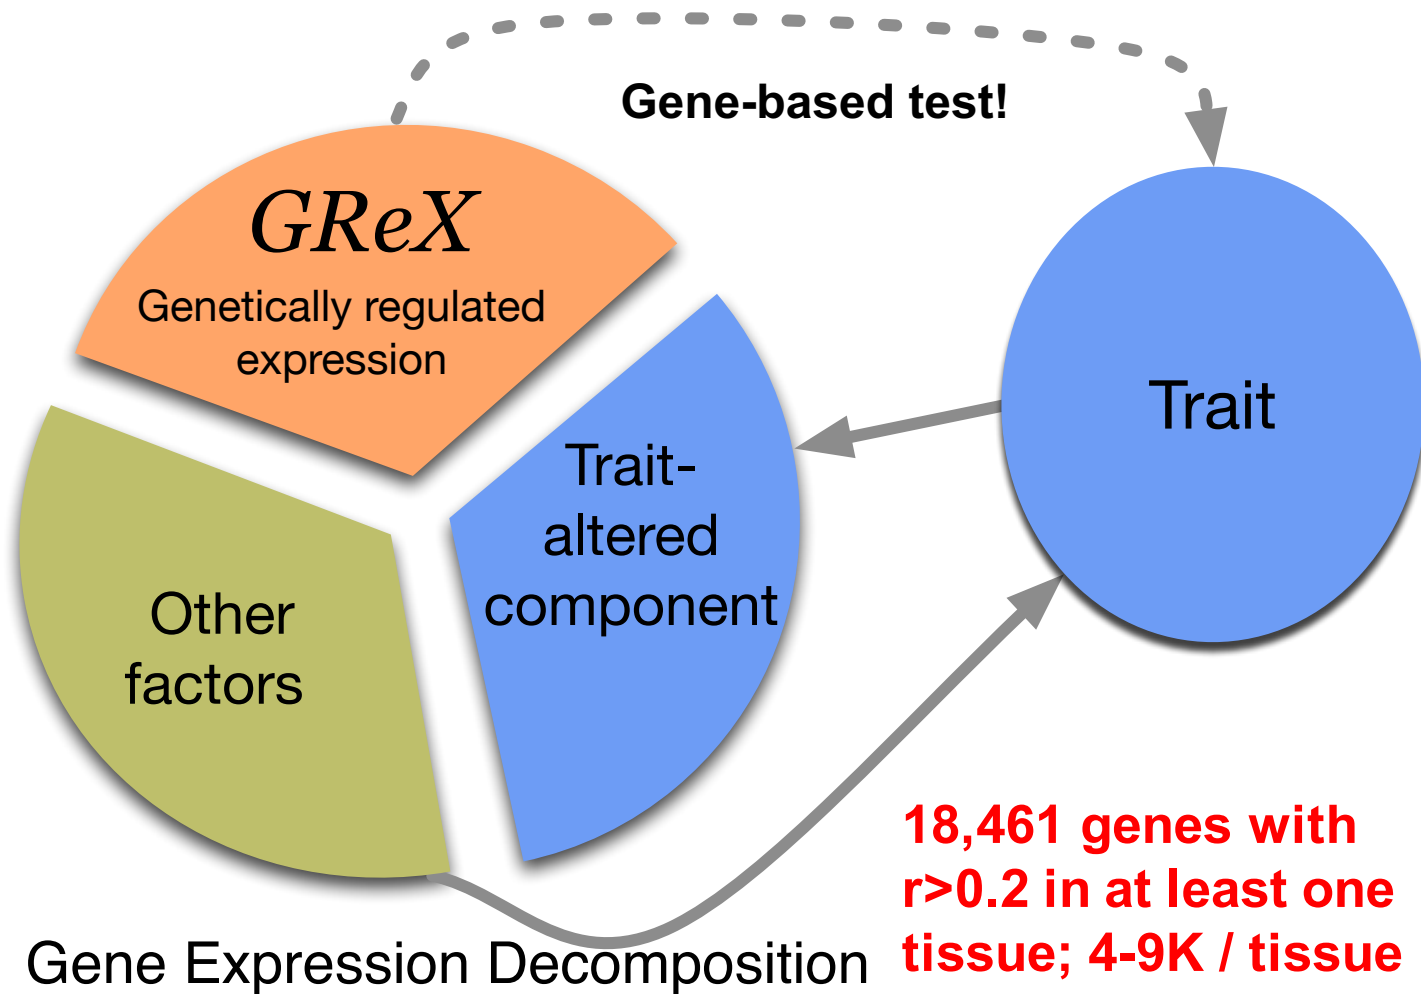 Gene-based test!
GReX
Genetically regulated
expression
Trait
Trait-
altered
component
Other
factors
18,461 genes with
r>0.2 in at least one
tissue; 4-9K / tissue
Gene Expression Decomposition